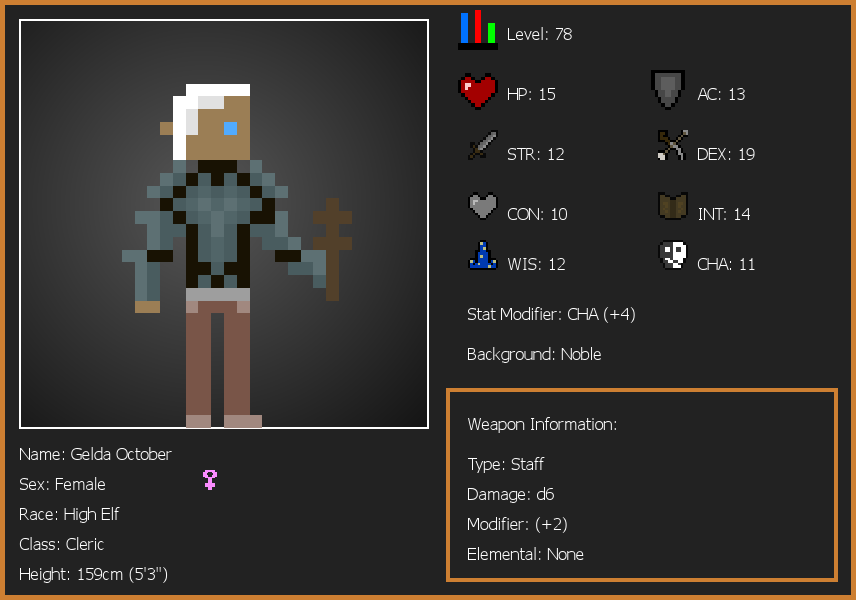 Level: 78
HP: 15
AC: 13
STR: 12
DEX: 19
CON: 10
INT: 14
WIS: 12
CHA: 11
Stat Modifier: CHA (+4)
Background: Noble
Weapon Information:
Type: Staff
Damage: d6
Modifier: (+2)
Elemental: None
Name: Gelda October
Sex: Female
Race: High Elf
Class: Cleric
Height: 159cm (5'3")